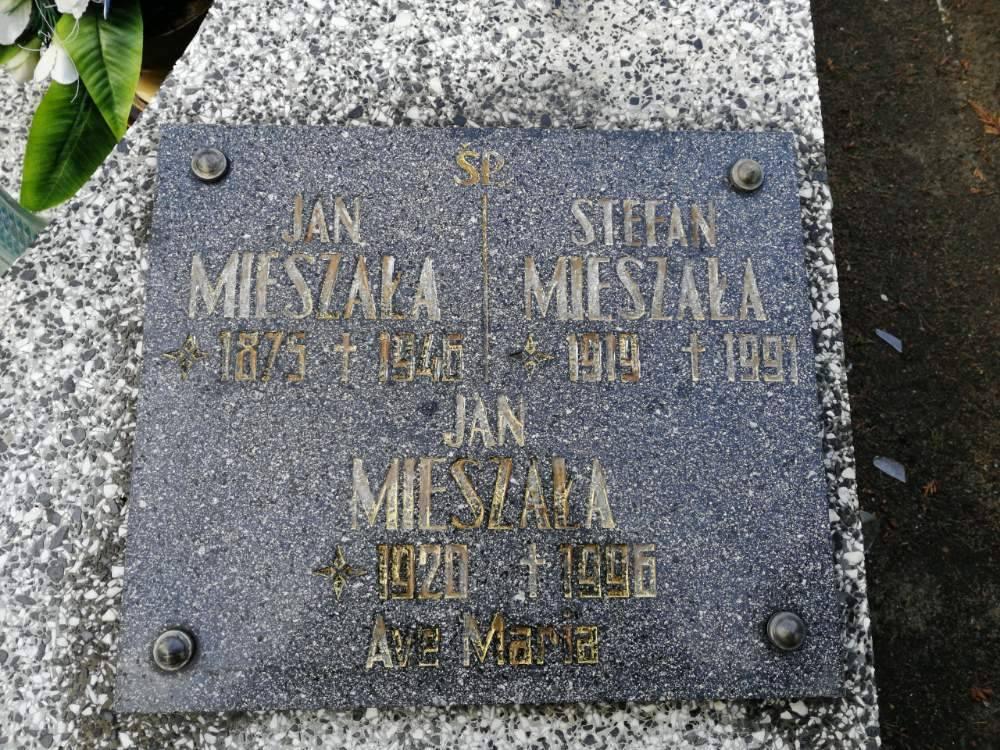 ŚP.
JAN
MIESZAŁA
1875 † 1946
STEFAN
MIESZAŁA
1919 † 1991
JAN
MIESZAŁA
1920 † 1996
Ave Maria